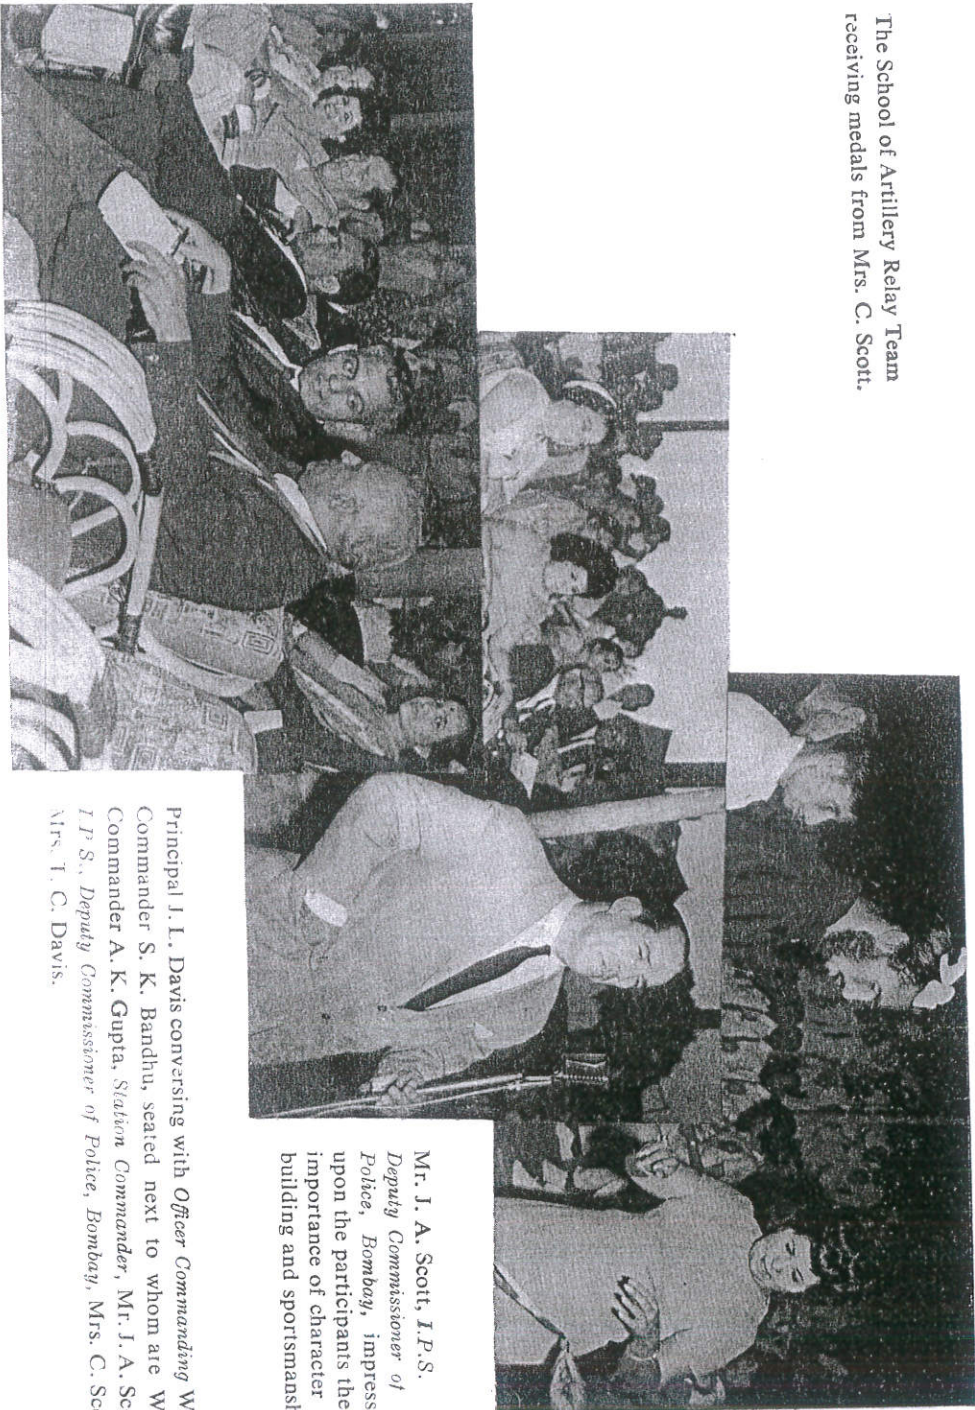 The School of Artillery Relay Team
receiving medals from Mrs. C. Scott.
Mr. J. A. Scott, I.P.S.
Deputy Commissioner of
Police, Bombay, impress
upon the participants the
importance of character
building and sportsmansh
Principal J. L. Davis conversing with Officer Commanding W
Commander S. K. Bandhu, seated next to whom are W
Commander A. K. Gupta, Station Commander, Mr. J. A. Sc
I.P.S., Deputy Commissioner of Police, Bombay, Mrs. C. Sc
Mrs. T. C. Davis.